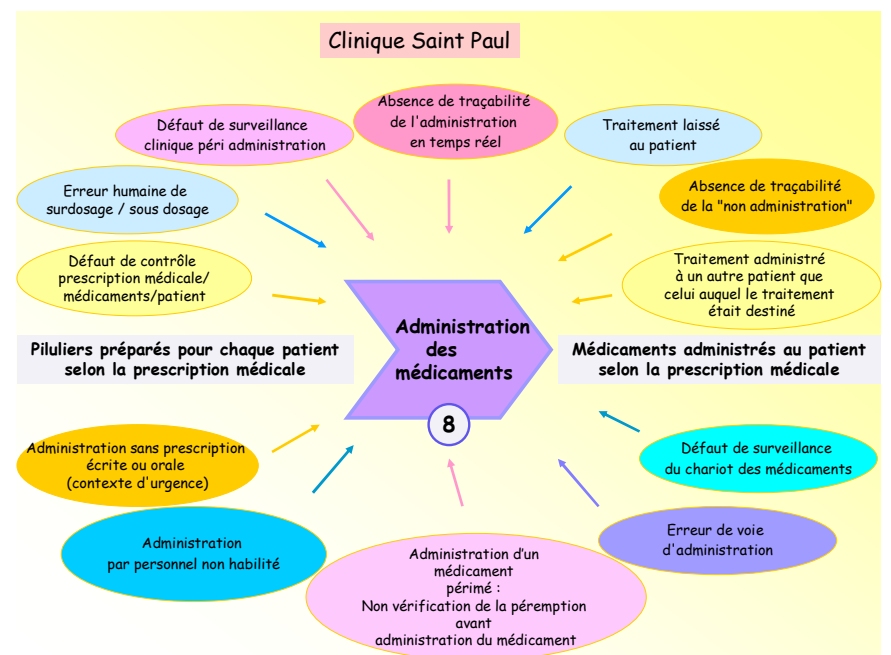 Clinique Saint Paul
Absence de traçabilité
de l'administration
en temps réel
Défaut de surveillance
clinique péri administration
Traitement laissé
au patient
Erreur humaine de
surdosage / sous dosage
Absence de traçabilité
de la "non administration"
Défaut de contrôle
prescription médicale/
médicaments/patient
Traitement administré
à un autre patient que
celui auquel le traitement
était destiné
Piluliers préparés pour chaque patient
selon la prescription médicale
Administration
des
médicaments
8
Médicaments administrés au patient
selon la prescription médicale
Administration sans prescription
écrite ou orale
(contexte d'urgence)
Défaut de surveillance
du chariot des médicaments
Administration
par personnel non habilité
Erreur de voie
d'administration
Administration d’un
médicament
périmé :
Non vérification de la péremption
avant
administration du médicament